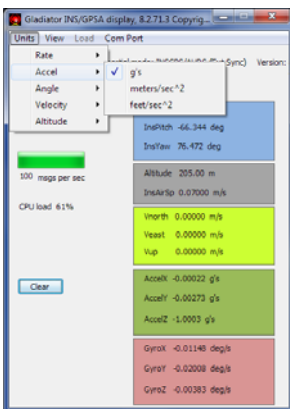 Gladiator INS/GPSA display, 8.2.71.3 Copyrig...
Units View Load Com Port
Rate
Accel
Angle
Velocity
Altitude
✓ g's
meters/sec^2
feet/sec^2
Sync) Version:
InsPitch -66.344 deg
InsYaw 76.472 deg
100 msgs per sec
Altitude 205.00 m
InsAirSp 0.07000 m/s
CPU load 61%
Vnorth 0.00000 m/s
Veast 0.00000 m/s
Vup 0.00000 m/s
Clear
AccelX -0.00022 g's
AccelY -0.00273 g's
AccelZ -1.0003 g's
GyroX -0.01148 deg/s
GyroY -0.02008 deg/s
GyroZ -0.00383 deg/s